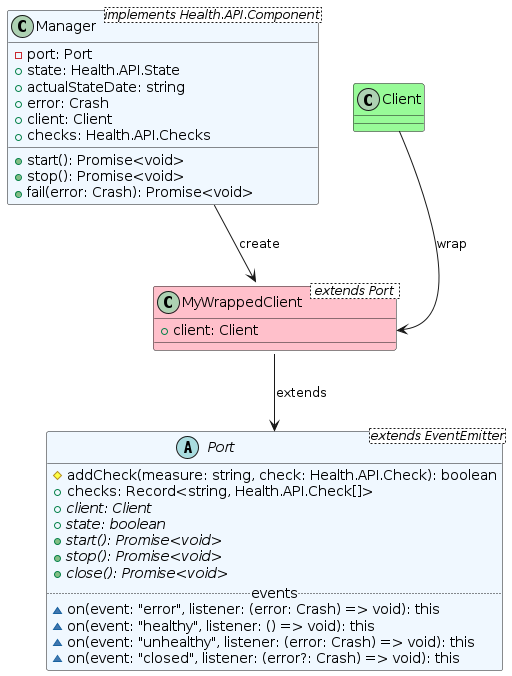 C Manager
implements Health.API.Component
port: Port
state: Health.API.State
actualStateDate: string
error: Crash
client: Client
checks: Health.API.Checks
start(): Promise<void>
stop(): Promise<void>
fail(error: Crash): Promise<void>
C Client
create
wrap
C MyWrappedClient
extends Port
client: Client
extends
A Port
extends EventEmitter
addCheck(measure: string, check: Health.API.Check): boolean
checks: Record<string, Health.API.Check[]>
client: Client
state: boolean
start(): Promise<void>
stop(): Promise<void>
close(): Promise<void>
events
on(event: "error", listener: (error: Crash) => void): this
on(event: "healthy", listener: () => void): this
on(event: "unhealthy", listener: (error: Crash) => void): this
on(event: "closed", listener: (error?: Crash) => void): this